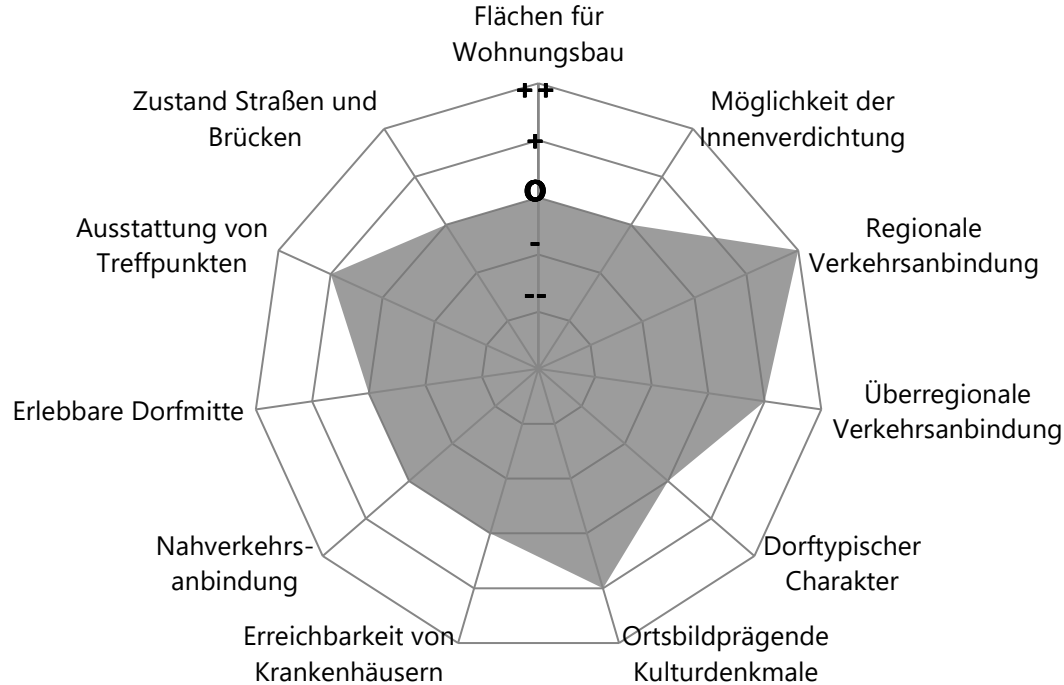 Flächen für
Wohnungsbau
Möglichkeit der
Innenverdichtung
Regionale
Verkehrsanbindung
Überregionale
Verkehrsanbindung
Dorftypischer
Charakter
Ortsbildprägende
Kulturdenkmale
Erreichbarkeit von
Krankenhäusern
Nahverkehrs-
anbindung
Erlebbare Dorfmitte
Ausstattung von
Treffpunkten
Zustand Straßen und
Brücken
++
+
o
-
--